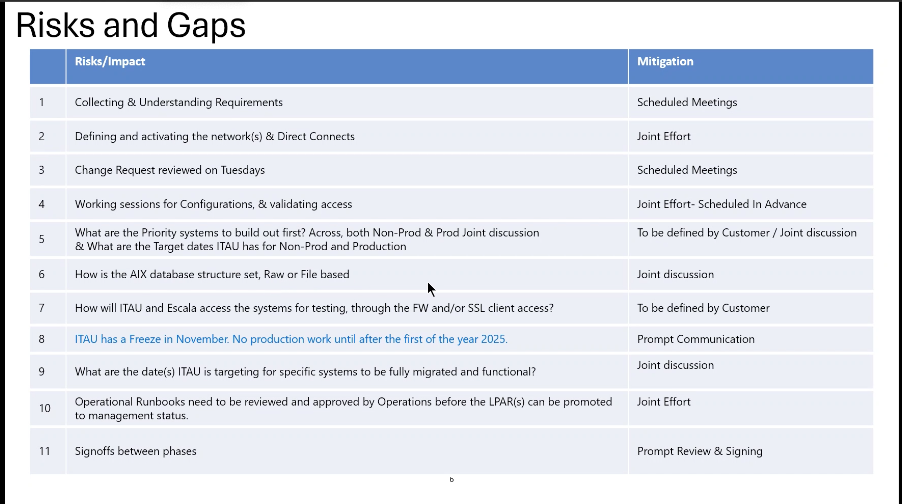 Risks and Gaps
Risks/Impact Mitigation
1 Collecting & Understanding Requirements Scheduled Meetings
2 Defining and activating the network(s) & Direct Connects Joint Effort
3 Change Request reviewed on Tuesdays Scheduled Meetings
4 Working sessions for Configurations, & validating access Joint Effort- Scheduled In Advance
5 What are the Priority systems to build out first? Across, both Non-Prod & Prod Joint discussion To be defined by Customer / Joint discussion
& What are the Target dates ITAU has for Non-Prod and Production
6 How is the AIX database structure set, Raw or File based Joint discussion
7 How will ITAU and Escala access the systems for testing, through the FW and/or SSL client access? To be defined by Customer
8 ITAU has a Freeze in November. No production work until after the first of the year 2025. Prompt Communication
9 What are the date(s) ITAU is targeting for specific systems to be fully migrated and functional? Joint discussion
10 Operational Runbooks need to be reviewed and approved by Operations before the LPAR(s) can be promoted Joint Effort
to management status.
11 Signoffs between phases Prompt Review & Signing
6